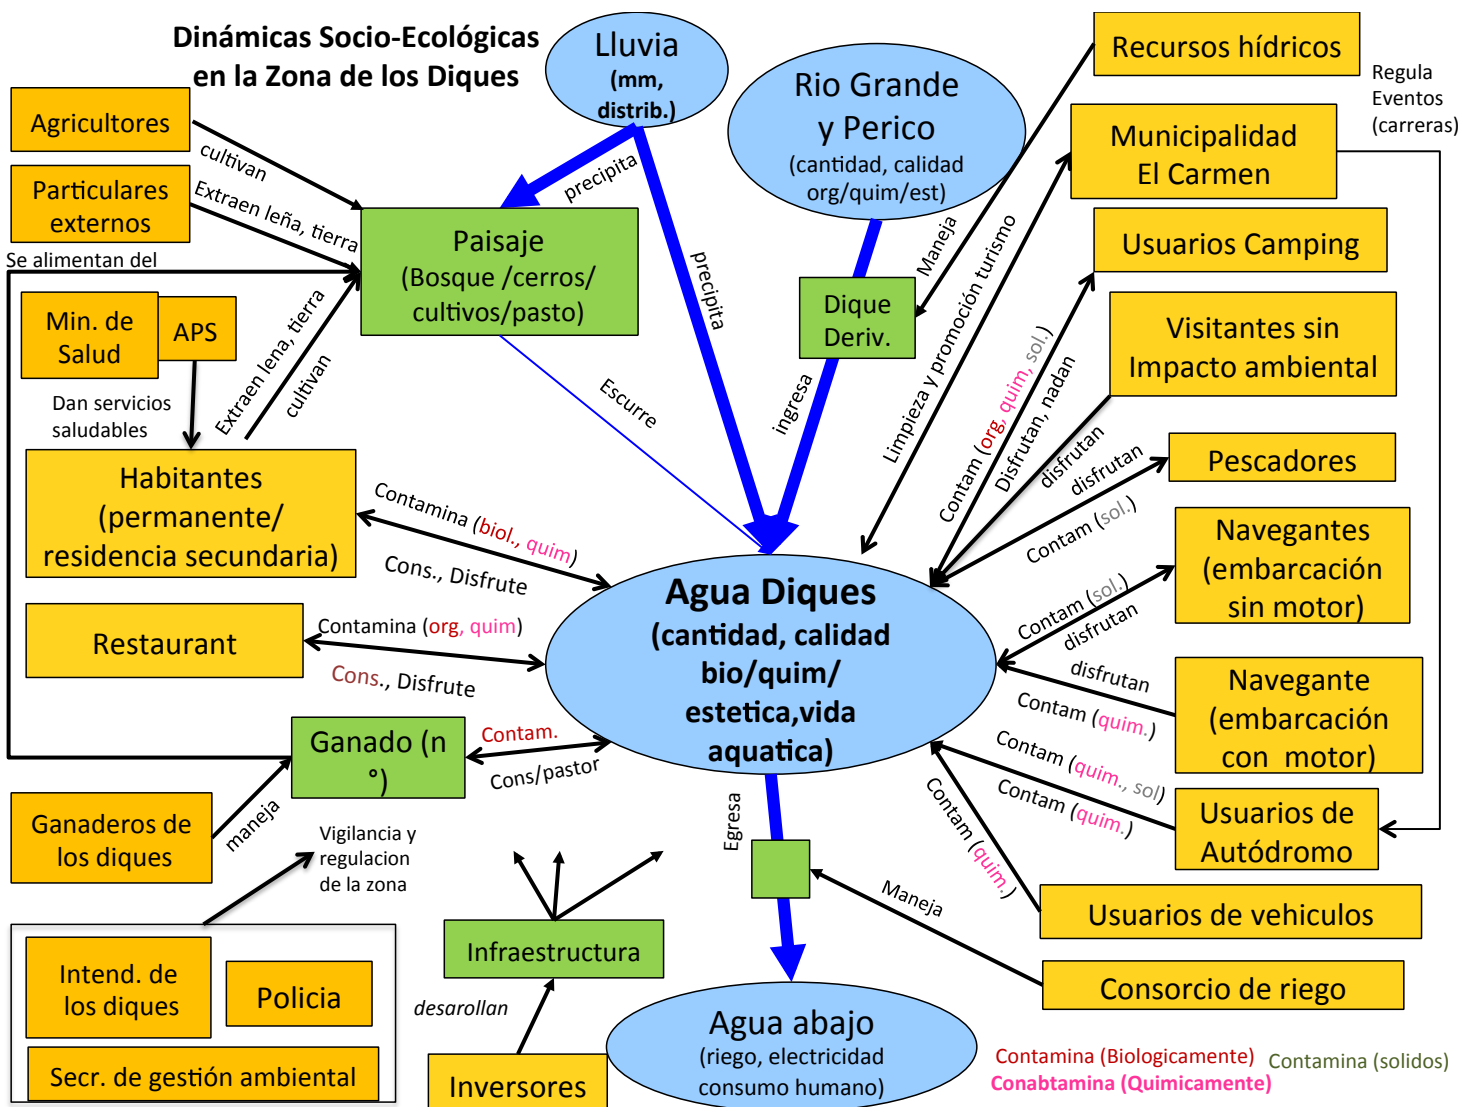 Dinámicas Socio-Ecológicas
en la Zona de los Diques
Lluvia
(mm,
distrib.)
Rio Grande
y Perico
(cantidad, calidad
org/quim/est)
Recursos hídricos
Regula
Eventos
(carreras)
Municipalidad
El Carmen
Agricultores
cultivan
Particulares
externos
Extraen leña, tierra
Se alimentan del
precipita
precipita
Paisaje
(Bosque /cerros/
cultivos/pasto)
Maneja
Dique
Deriv.
ingresa
Limpieza y promoción turismo
Usuarios Camping
Contam (org, quim, sol.)
Disfrutan, nadan
Visitantes sin
Impacto ambiental
disfrutan
Min. de
Salud
APS
Dan servicios
saludables
Extraen lena, tierra
cultivan
Escurre
Pescadores
disfrutan
Contam (sol.)
Habitantes
(permanente/
residencia secundaria)
Contamina (biol., quim)
Cons., Disfrute
Navegantes
(embarcación
sin motor)
Contam (sol.)
disfrutan
Agua Diques
(cantidad, calidad
bio/quim/
estetica,vida
aquatica)
Restaurant
Contamina (org, quim)
Cons., Disfrute
Navegante
(embarcación
con motor)
disfrutan
Contam (quim.)
Ganado (n
°)
Contam.
Cons/pastor
Contam (quim., sol)
Contam (quim.)
Usuarios de
Autódromo
Ganaderos de
los diques
maneja
Vigilancia y
regulacion
de la zona
Egresa
Contam (quim.)
Maneja
Usuarios de vehiculos
Infraestructura
desarollan
Inversores
Consorcio de riego
Intend. de
los diques
Policia
Secr. de gestión ambiental
Agua abajo
(riego, electricidad
consumo humano)
Contamina (Biologicamente)
Contamina (solidos)
Conabtamina (Quimicamente)